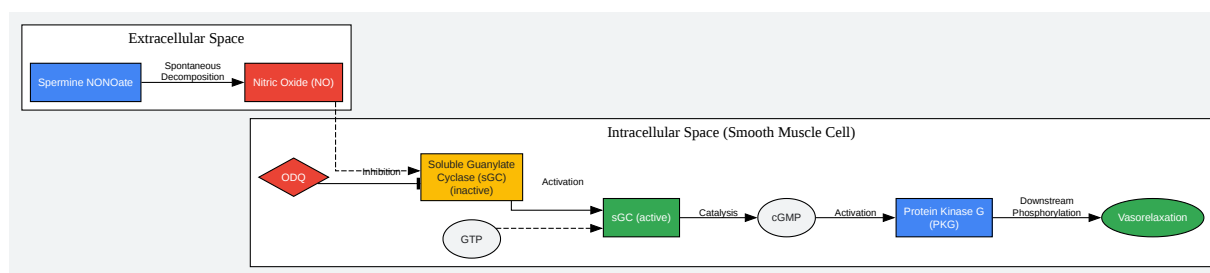 Extracellular Space
Spermine NONOate
Spontaneous
Decomposition
Nitric Oxide (NO)
Intracellular Space (Smooth Muscle Cell)
ODQ
Inhibition
Soluble Guanylate
Cyclase (sGC)
(inactive)
Activation
GTP
sGC (active)
Catalysis
cGMP
Activation
Protein Kinase G
(PKG)
Downstream
Phosphorylation
Vasorelaxation